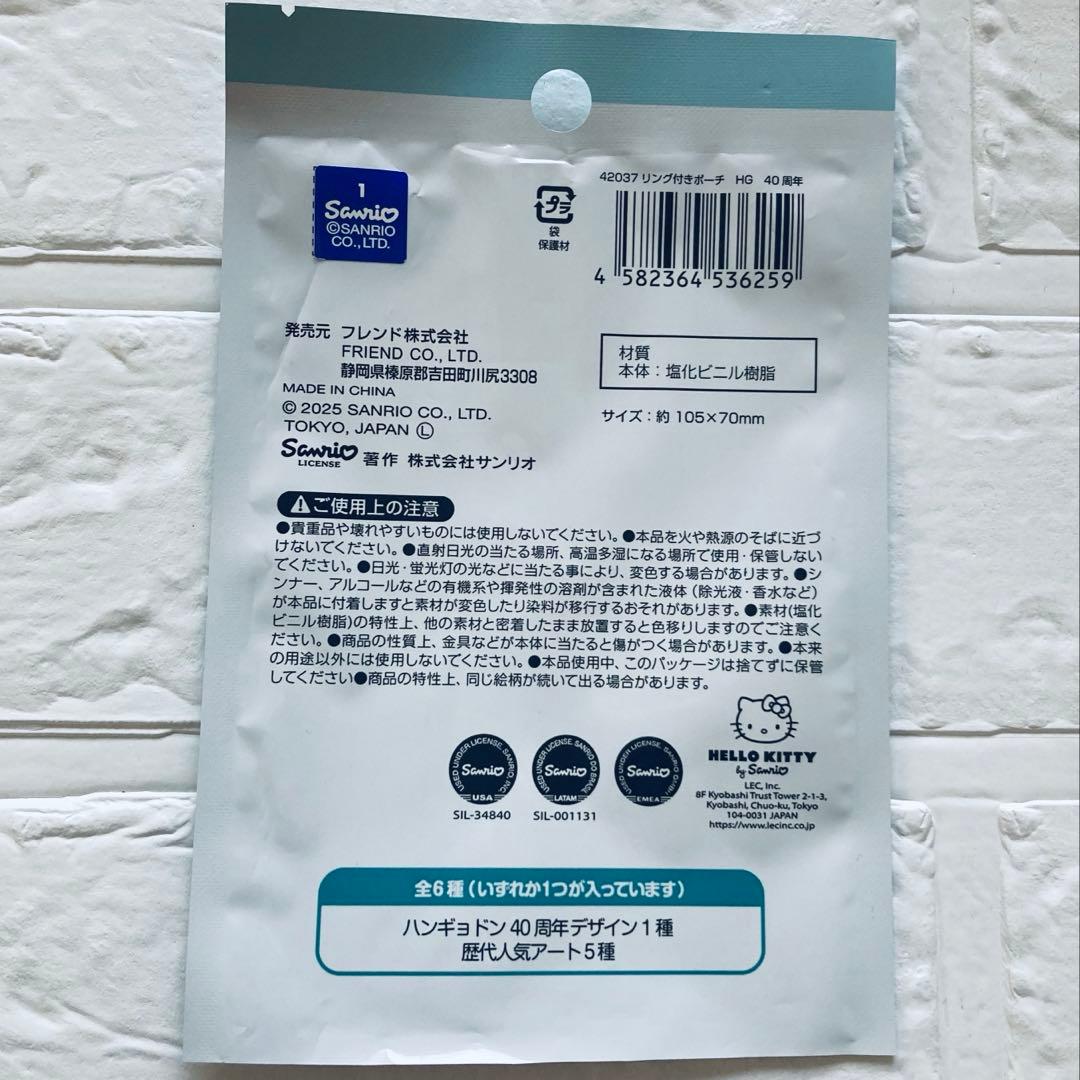 1
Sanrio
©SANRIO
CO., LTD.
プラ
袋
保護材
42037 リング付きポーチ HG 40周年
4 582364 536259
発売元 フレンド株式会社
FRIEND CO., LTD.
静岡県榛原郡吉田町川尻3308
MADE IN CHINA
© 2025 SANRIO CO., LTD.
TOKYO, JAPAN Ⓛ
Sanrio
LICENSE
著作 株式会社サンリオ
材質
本体：塩化ビニル樹脂
サイズ：約 105×70mm
ご使用上の注意
●貴重品や壊れやすいものには使用しないでください。●本品を火や熱源のそばに近づ
けないでください。●直射日光の当たる場所、高温多湿になる場所で使用・保管しない
でください。●日光・蛍光灯の光などに当たる事により、変色する場合があります。●シ
ンナー、アルコールなどの有機系や揮発性の溶剤が含まれた液体（除光液・香水など）
が本品に付着しますと素材が変色したり染料が移行するおそれがあります。●素材(塩化
ビニル樹脂)の特性上、他の素材と密着したまま放置すると色移りしますのでご注意く
ださい。●商品の性質上、金具などが本体に当たると傷がつく場合があります。●本来
の用途以外には使用しないでください。●本品使用中、このパッケージは捨てずに保管
してください●商品の特性上、同じ絵柄が続いて出る場合があります。
USED UNDER LICENSE. SANRIO, INC.
Sanrio
USA
SIL-34840
USED UNDER LICENSE. SANRIO DO BRASIL
Sanrio
LATAM
SIL-001131
USED UNDER LICENSE. SANRIO GMBH
Sanrio
EMEA
HELLO KITTY
by Sanrio
LEC, Inc.
8F Kyobashi Trust Tower 2-1-3,
Kyobashi, Chuo-ku, Tokyo
104-0031 JAPAN
https://www.lecinc.co.jp
全6種（いずれか1つが入っています）
ハンギョドン 40周年デザイン 1種
歴代人気アート5種